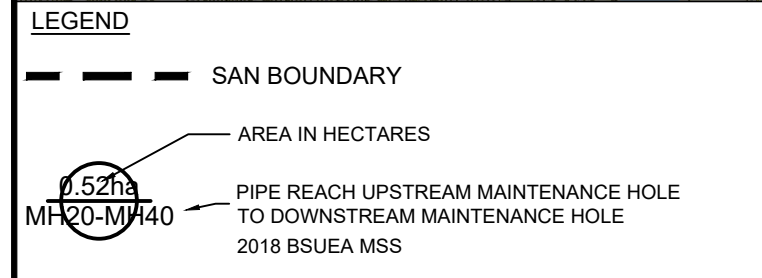 LEGEND
SAN BOUNDARY
AREA IN HECTARES
0.52ha
MH20-MH40
PIPE REACH UPSTREAM MAINTENANCE HOLE
TO DOWNSTREAM MAINTENANCE HOLE
2018 BSUEA MSS